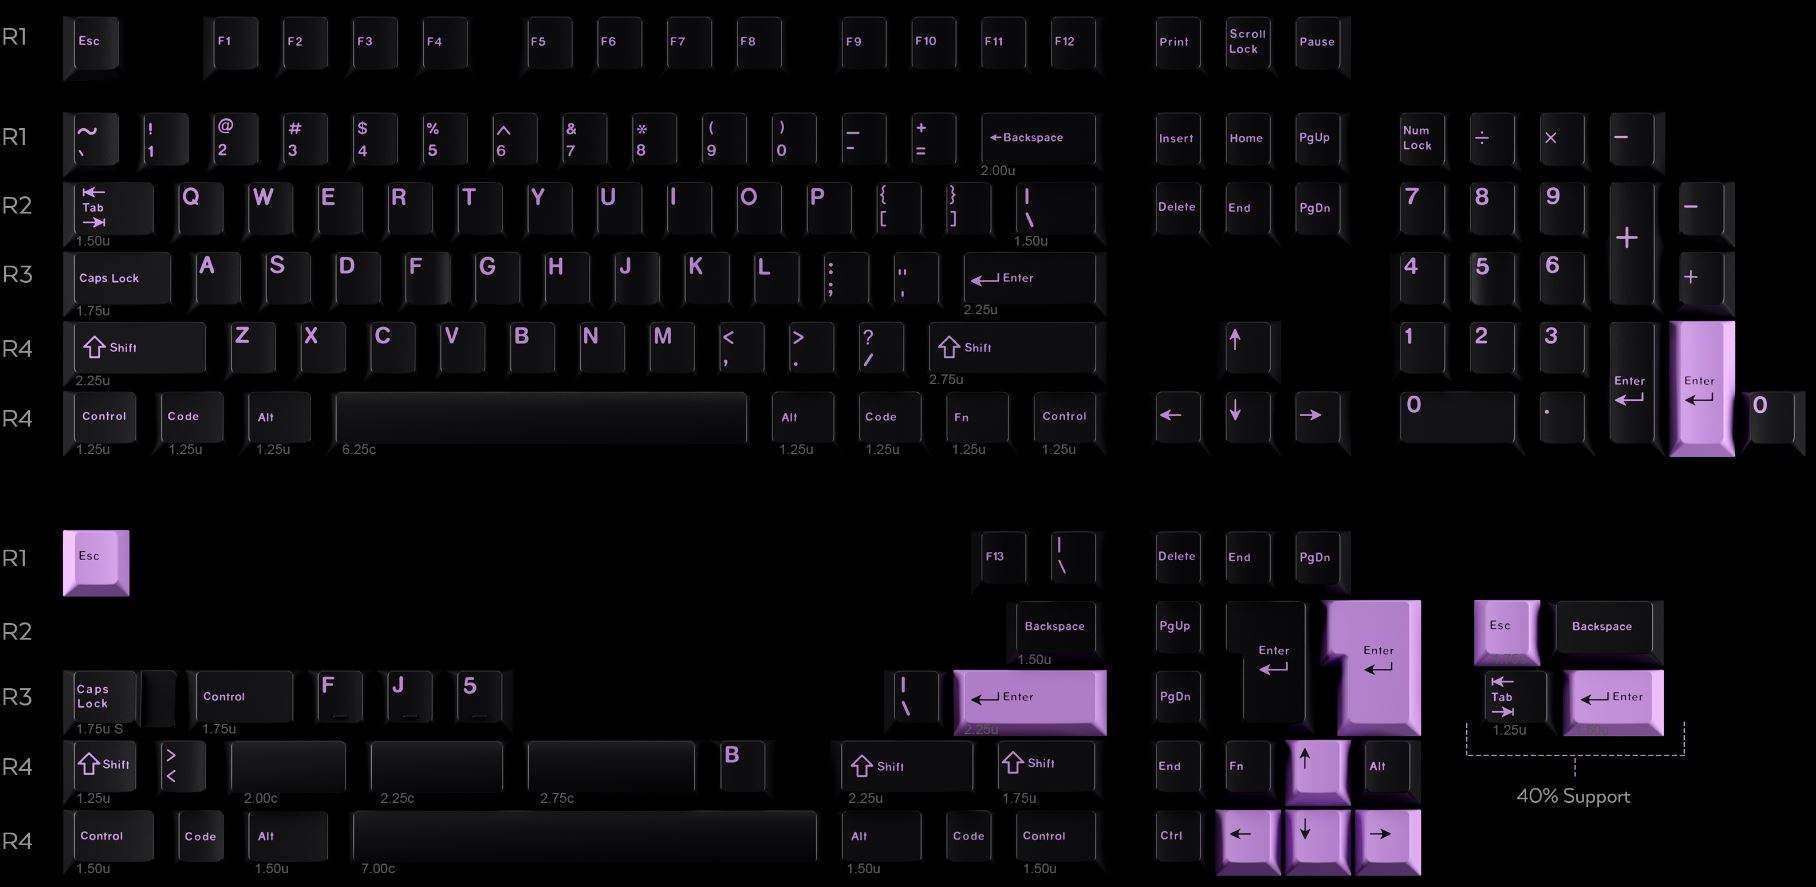 R1 Esc F1 F2 F3 F4 F5 F6 F7 F8 F9 F10 F11 F12 Print Scroll Lock Pause
R1 ~ ` ! 1 @ 2 # 3 $ 4 % 5 ^ 6 & 7 * 8 ( 9 ) 0 — - + = ←Backspace Insert Home PgUp Num Lock ÷ × −
2.00u
R2 ⇤ Tab ⇥ Q W E R T Y U I O P { [ } ] | \ Delete End PgDn 7 8 9 + −
1.50u 1.50u
R3 Caps Lock A S D F G H J K L : ; " ' ↵ Enter 4 5 6 +
1.75u 2.25u
R4 ⇧ Shift Z X C V B N M < , > . ? / ⇧ Shift ↑ 1 2 3 Enter ↵ Enter ↵
2.25u 2.75u
R4 Control Code Alt Alt Code Fn Control ← ↓ → 0 . 0
1.25u 1.25u 1.25u 6.25c 1.25u 1.25u 1.25u 1.25u
R1 Esc F13 | \ Delete End PgDn
R2 Backspace PgUp Enter ↵ Enter ↵ Esc Backspace
1.50u
R3 Caps Lock Control F J 5 | \ ↵ Enter PgDn ⇤ Tab ⇥ ↵ Enter
1.75u S 1.75u 2.25u 1.25u
R4 ⇧ Shift > < B ⇧ Shift ⇧ Shift End Fn ↑ Alt
1.25u 2.00c 2.25c 2.75c 2.25u 1.75u
40% Support
R4 Control Code Alt Alt Code Control Ctrl ← ↓ →
1.50u 1.50u 7.00c 1.50u 1.50u